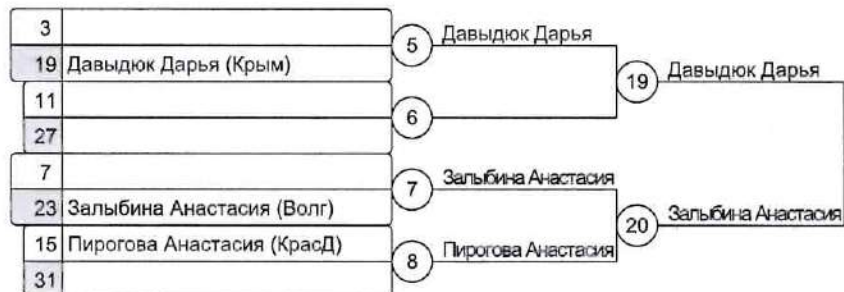 3
5 Давыдюк Дарья
19 Давыдюк Дарья (Крым)
19 Давыдюк Дарья
11
6
27
7
7 Залыбина Анастасия
23 Залыбина Анастасия (Волг)
20 Залыбина Анастасия
15 Пирогова Анастасия (КрасД)
8 Пирогова Анастасия
31